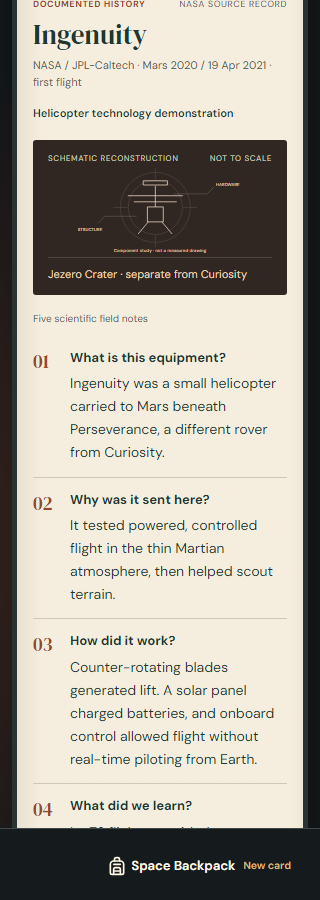 DOCUMENTED HISTORY
NASA SOURCE RECORD
Ingenuity
NASA / JPL-Caltech · Mars 2020 / 19 Apr 2021 ·
first flight
Helicopter technology demonstration
SCHEMATIC RECONSTRUCTION
NOT TO SCALE
HARDWARE
STRUCTURE
Component study · not a measured drawing
Jezero Crater · separate from Curiosity
Five scientific field notes
01
What is this equipment?
Ingenuity was a small helicopter
carried to Mars beneath
Perseverance, a different rover
from Curiosity.
02
Why was it sent here?
It tested powered, controlled
flight in the thin Martian
atmosphere, then helped scout
terrain.
03
How did it work?
Counter-rotating blades
generated lift. A solar panel
charged batteries, and onboard
control allowed flight without
real-time piloting from Earth.
04
What did we learn?
Space Backpack
New card